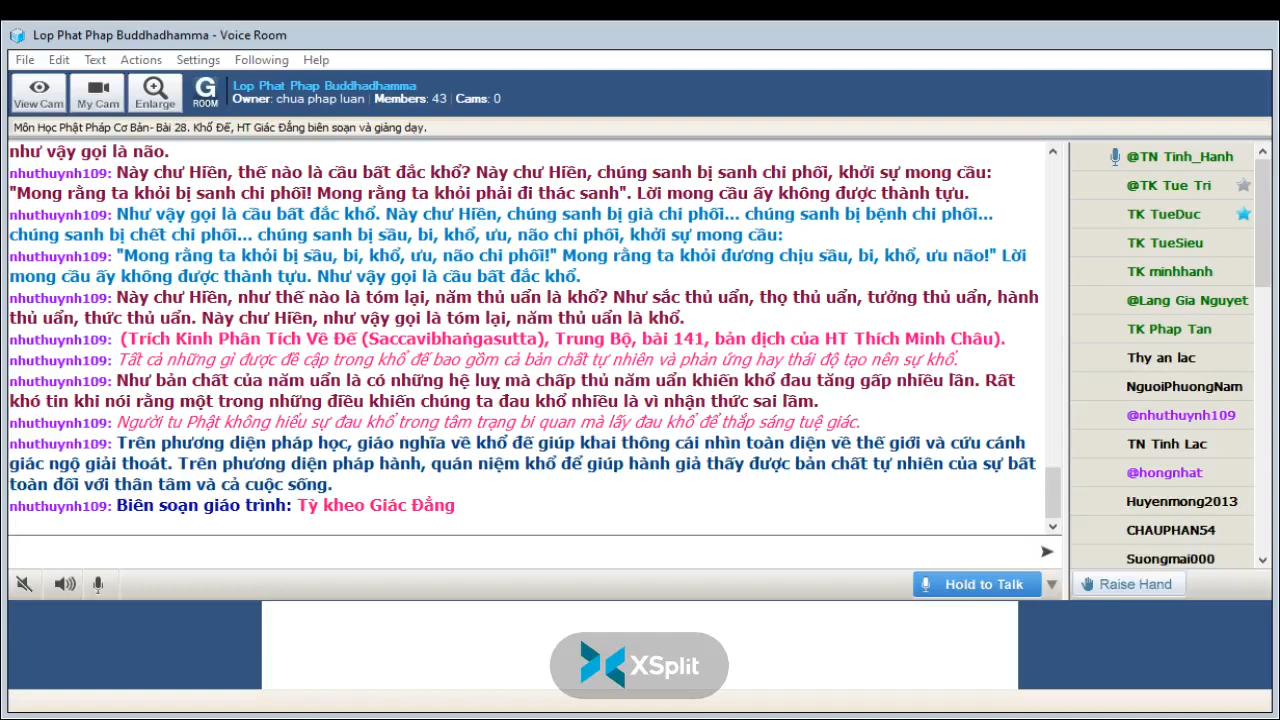 Lop Phat Phap Buddhadhamma - Voice Room
File Edit Text Actions Settings Following Help
View Cam My Cam Enlarge G ROOM
Lop Phat Phap Buddhadhamma
Owner: chua phap luan | Members: 43 | Cams: 0
Môn Học Phật Pháp Cơ Bản- Bài 28. Khổ Đế, HT Giác Đẳng biên soạn và giảng dạy.
như vậy gọi là não.
nhuthuynh109: Này chư Hiền, thế nào là cầu bất đắc khổ? Này chư Hiền, chúng sanh bị sanh chi phối, khởi sự mong cầu:
"Mong rằng ta khỏi bị sanh chi phối! Mong rằng ta khỏi phải đi thác sanh". Lời mong cầu ấy không được thành tựu.
nhuthuynh109: Như vậy gọi là cầu bất đắc khổ. Này chư Hiền, chúng sanh bị già chi phối... chúng sanh bị bệnh chi phối...
chúng sanh bị chết chi phối... chúng sanh bị sầu, bi, khổ, ưu, não chi phối, khởi sự mong cầu:
nhuthuynh109: "Mong rằng ta khỏi bị sầu, bi, khổ, ưu, não chi phối!" Mong rằng ta khỏi đương chịu sầu, bi, khổ, ưu não!" Lời
mong cầu ấy không được thành tựu. Như vậy gọi là cầu bất đắc khổ.
nhuthuynh109: Này chư Hiền, như thế nào là tóm lại, năm thủ uẩn là khổ? Như sắc thủ uẩn, thọ thủ uẩn, tưởng thủ uẩn, hành
thủ uẩn, thức thủ uẩn. Này chư Hiền, như vậy gọi là tóm lại, năm thủ uẩn là khổ.
nhuthuynh109: (Trích Kinh Phân Tích Về Đế (Saccavibhaṅgasutta), Trung Bộ, bài 141, bản dịch của HT Thích Minh Châu).
nhuthuynh109: Tất cả những gì được đề cập trong khổ đế bao gồm cả bản chất tự nhiên và phản ứng hay thái độ tạo nên sự khổ.
nhuthuynh109: Như bản chất của năm uẩn là có những hệ luỵ mà chấp thủ năm uẩn khiến khổ đau tăng gấp nhiều lần. Rất
khó tin khi nói rằng một trong những điều khiến chúng ta đau khổ nhiều là vì nhận thức sai lầm.
nhuthuynh109: Người tu Phật không hiểu sự đau khổ trong tâm trạng bi quan mà lấy đau khổ để thắp sáng tuệ giác.
nhuthuynh109: Trên phương diện pháp học, giáo nghĩa về khổ đế giúp khai thông cái nhìn toàn diện về thế giới và cứu cánh
giác ngộ giải thoát. Trên phương diện pháp hành, quán niệm khổ đế giúp hành giả thấy được bản chất tự nhiên của sự bất
toàn đối với thân tâm và cả cuộc sống.
nhuthuynh109: Biên soạn giáo trình: Tỳ kheo Giác Đẳng
@TN Tinh_Hanh
@TK Tue Tri
TK TueDuc
TK TueSieu
TK minhhanh
@Lang Gia Nguyet
TK Phap Tan
Thy an lac
NguoiPhuongNam
@nhuthuynh109
TN Tinh Lac
@hongnhat
Huyenmong2013
CHAUPHAN54
Suongmai000
Hold to Talk
Raise Hand
XSplit